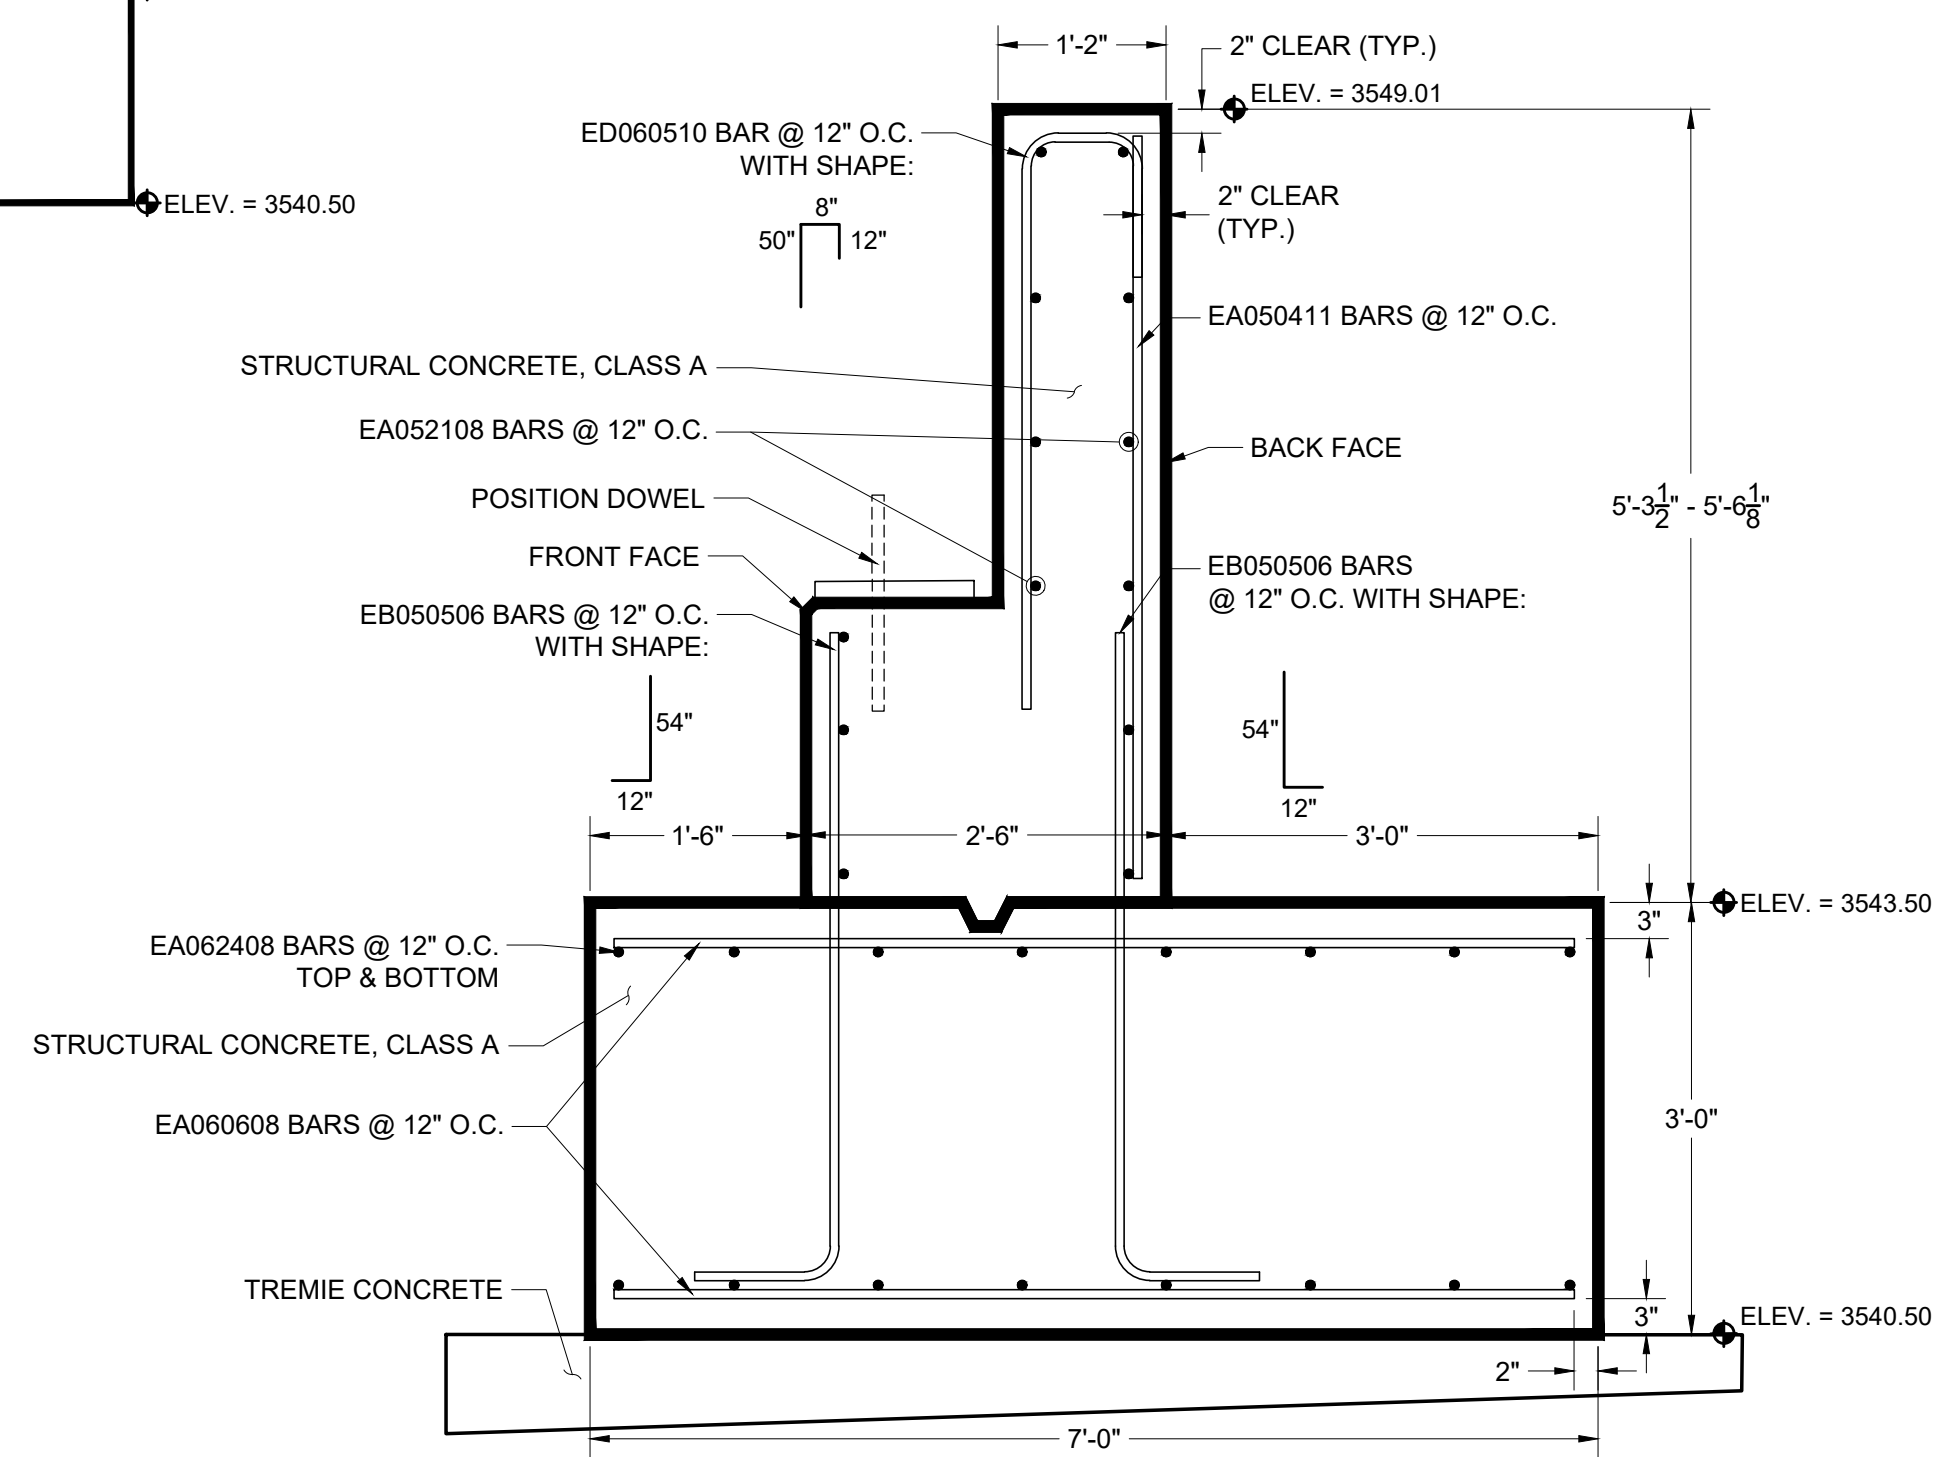 1'-2"
2" CLEAR (TYP.)
ELEV. = 3549.01
ED060510 BAR @ 12" O.C.
WITH SHAPE:
ELEV. = 3540.50
8"
50"
12"
2" CLEAR
(TYP.)
EA050411 BARS @ 12" O.C.
STRUCTURAL CONCRETE, CLASS A
EA052108 BARS @ 12" O.C.
BACK FACE
POSITION DOWEL
5'-3 1/2" - 5'-6 1/8"
FRONT FACE
EB050506 BARS
@ 12" O.C. WITH SHAPE:
EB050506 BARS @ 12" O.C.
WITH SHAPE:
54"
12"
54"
12"
1'-6"
2'-6"
3'-0"
ELEV. = 3543.50
3"
EA062408 BARS @ 12" O.C.
TOP & BOTTOM
STRUCTURAL CONCRETE, CLASS A
EA060608 BARS @ 12" O.C.
3'-0"
TREMIE CONCRETE
3"
ELEV. = 3540.50
2"
7'-0"